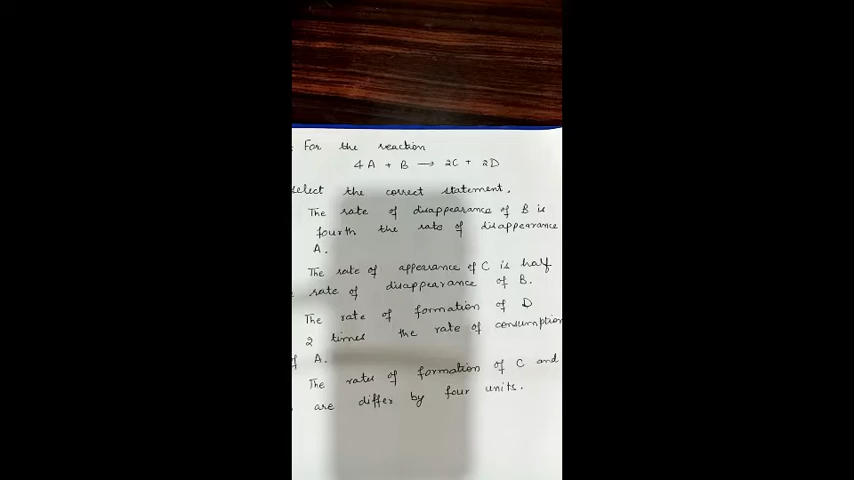 : For the reaction
4A + B → 2C + 2D
select the correct statement.
The rate of disappearance of B is
fourth the rate of disappearance
A.
The rate of appearance of C is half
rate of disappearance of B.
The rate of formation of D
2 times the rate of consumption
of A.
The rates of formation of C and
are differ by four units.